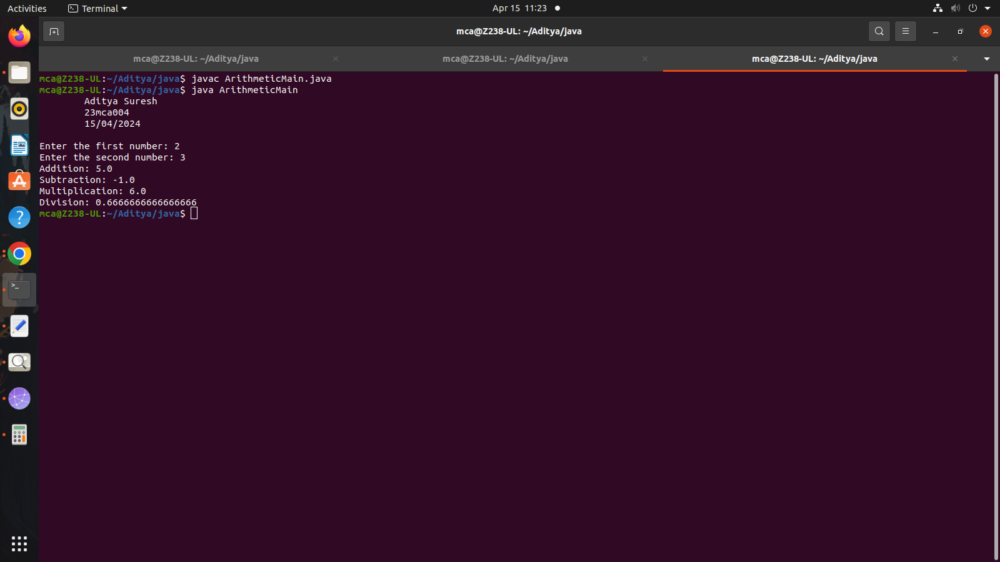 Activities
Terminal
Apr 15 11:23
mca@Z238-UL: ~/Aditya/java
mca@Z238-UL: ~/Aditya/java
mca@Z238-UL: ~/Aditya/java
mca@Z238-UL: ~/Aditya/java
mca@Z238-UL:~/Aditya/java$ javac ArithmeticMain.java
mca@Z238-UL:~/Aditya/java$ java ArithmeticMain
Aditya Suresh
23mca004
15/04/2024
Enter the first number: 2
Enter the second number: 3
Addition: 5.0
Subtraction: -1.0
Multiplication: 6.0
Division: 0.6666666666666666
mca@Z238-UL:~/Aditya/java$